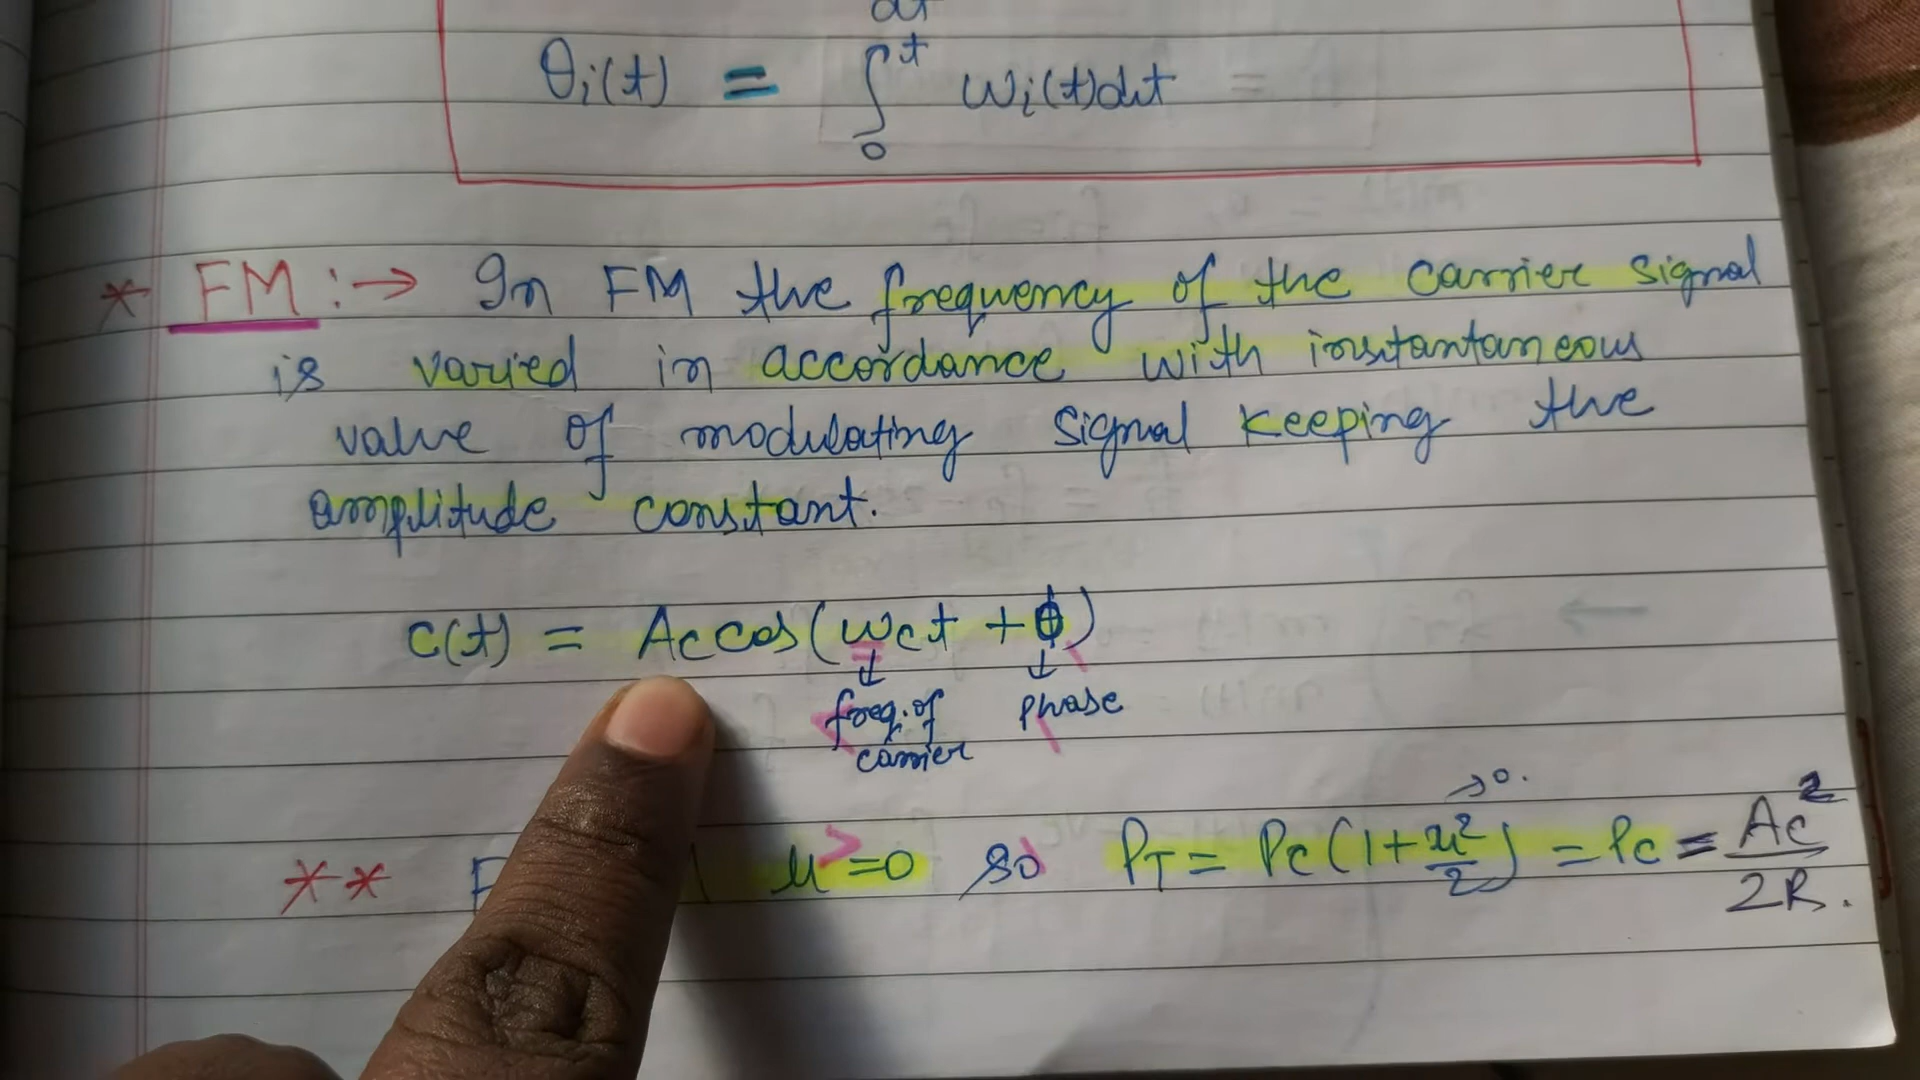 θi(t) = ∫₀ᵗ ωi(t)dt
* FM :→ In FM the frequency of the carrier signal
is varied in accordance with instantaneous
value of modulating signal keeping the
amplitude constant.
c(t) = Ac cos(ωct + ϕ)
↓ ↓
freq. of phase
carrier
→0.
** μ=0 so PT = Pc(1+μ²/2) = Pc = Ac²/2R.